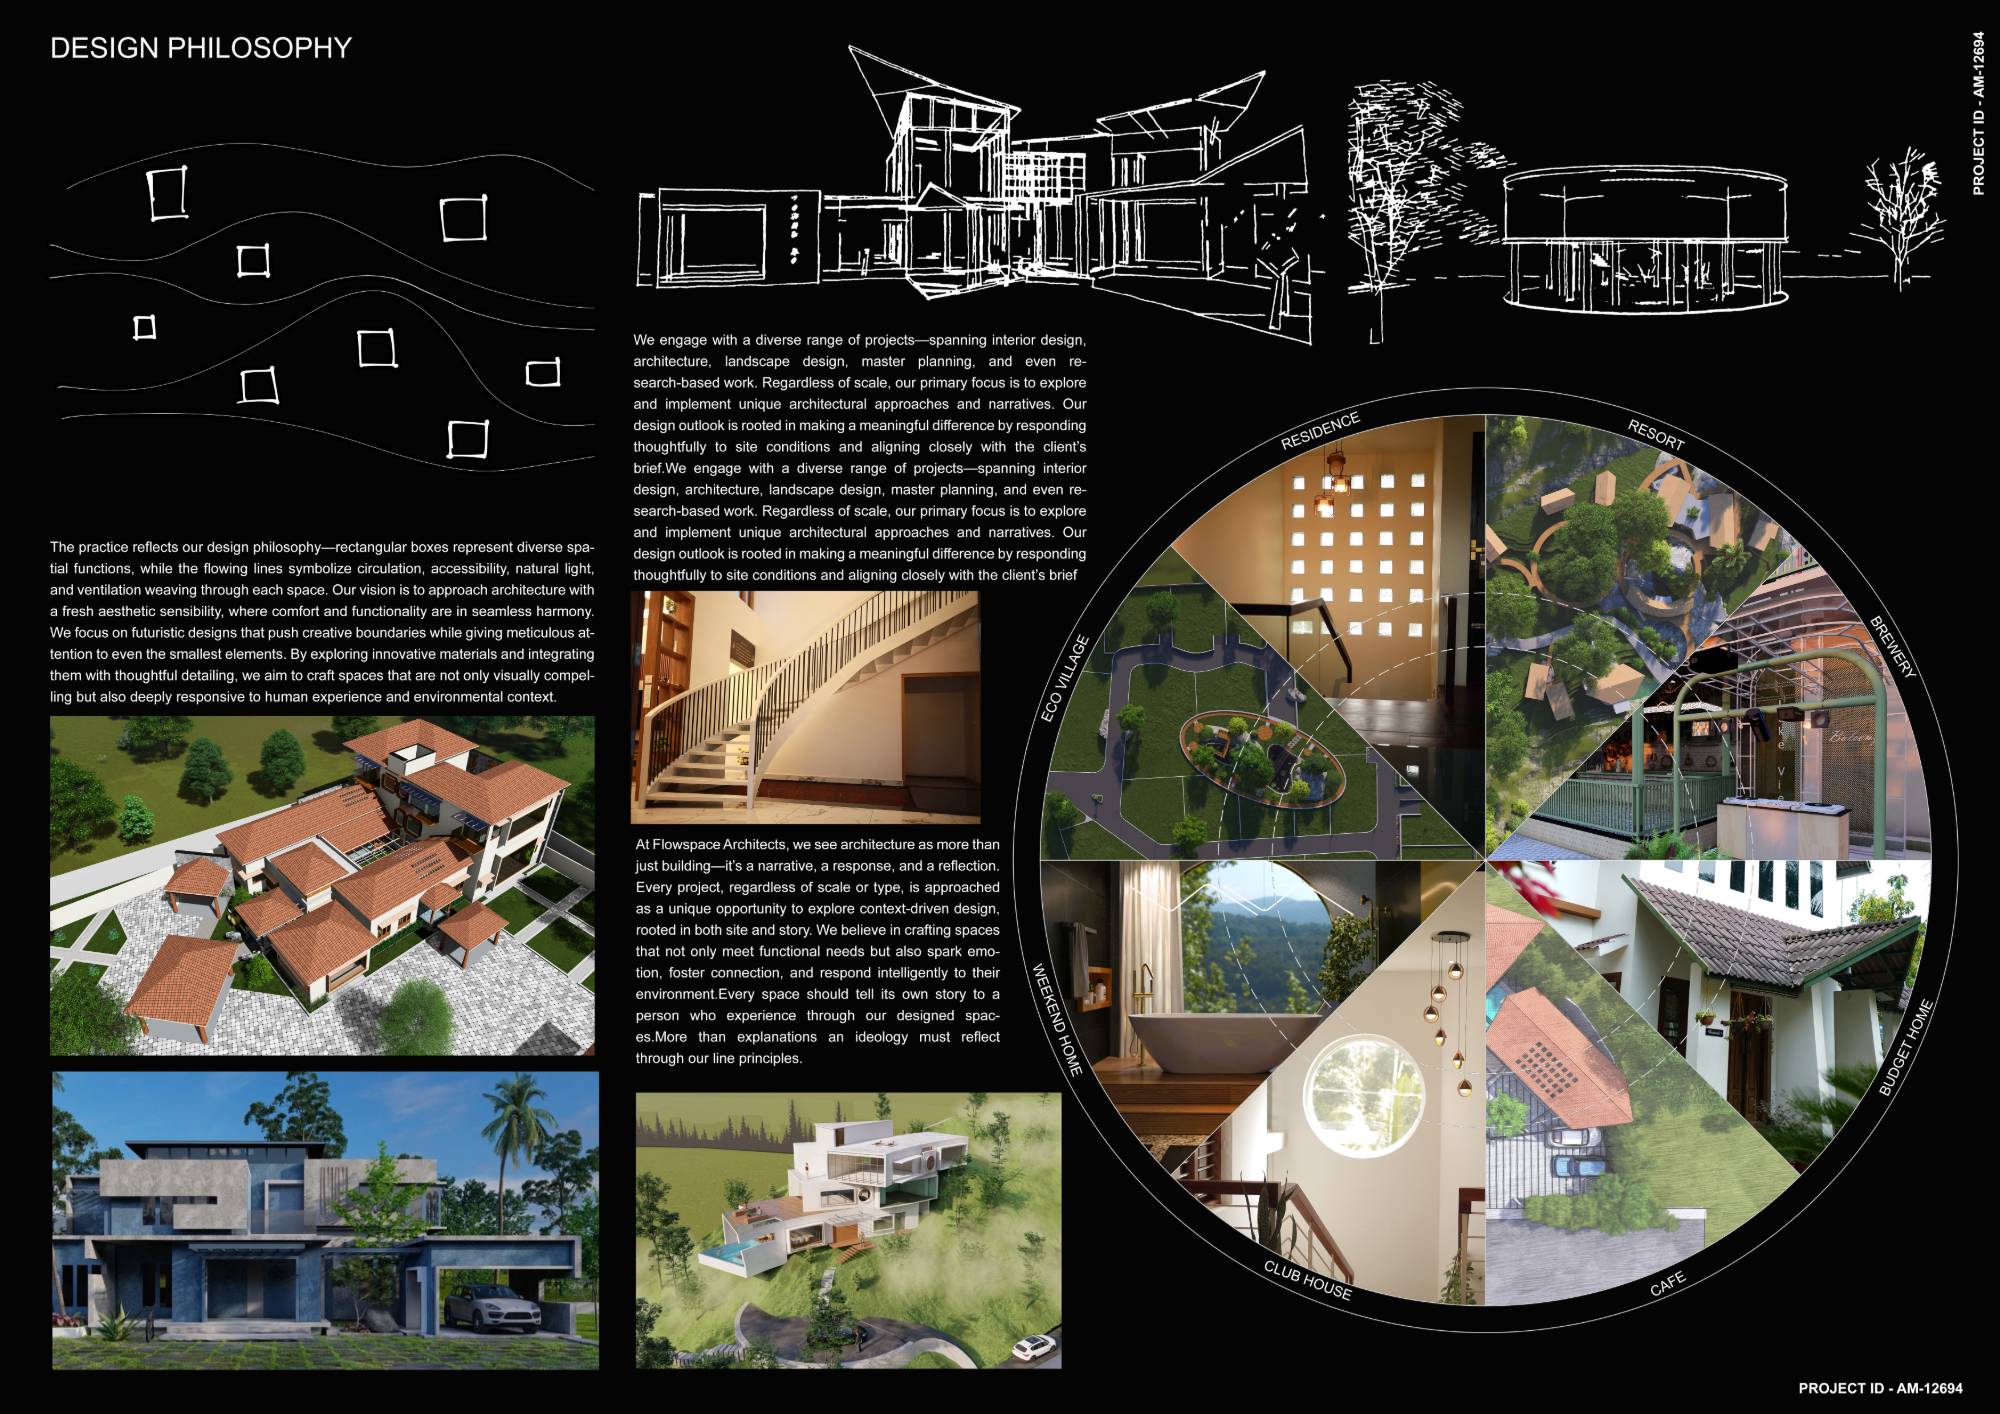 DESIGN PHILOSOPHY
PROJECT ID - AM-12694
The practice reflects our design philosophy—rectangular boxes represent diverse spa-
tial functions, while the flowing lines symbolize circulation, accessibility, natural light,
and ventilation weaving through each space. Our vision is to approach architecture with
a fresh aesthetic sensibility, where comfort and functionality are in seamless harmony.
We focus on futuristic designs that push creative boundaries while giving meticulous at-
tention to even the smallest elements. By exploring innovative materials and integrating
them with thoughtful detailing, we aim to craft spaces that are not only visually compel-
ling but also deeply responsive to human experience and environmental context.
We engage with a diverse range of projects—spanning interior design,
architecture, landscape design, master planning, and even re-
search-based work. Regardless of scale, our primary focus is to explore
and implement unique architectural approaches and narratives. Our
design outlook is rooted in making a meaningful difference by responding
thoughtfully to site conditions and aligning closely with the client's
brief.We engage with a diverse range of projects—spanning interior
design, architecture, landscape design, master planning, and even re-
search-based work. Regardless of scale, our primary focus is to explore
and implement unique architectural approaches and narratives. Our
design outlook is rooted in making a meaningful difference by responding
thoughtfully to site conditions and aligning closely with the client's brief
At Flowspace Architects, we see architecture as more than
just building—it's a narrative, a response, and a reflection.
Every project, regardless of scale or type, is approached
as a unique opportunity to explore context-driven design,
rooted in both site and story. We believe in crafting spaces
that not only meet functional needs but also spark emo-
tion, foster connection, and respond intelligently to their
environment.Every space should tell its own story to a
person who experience through our designed spac-
es.More than explanations an ideology must reflect
through our line principles.
RESIDENCE
RESORT
BREWERY
BUDGET HOME
CAFE
CLUB HOUSE
WEEKEND HOME
ECO VILLAGE
PROJECT ID - AM-12694